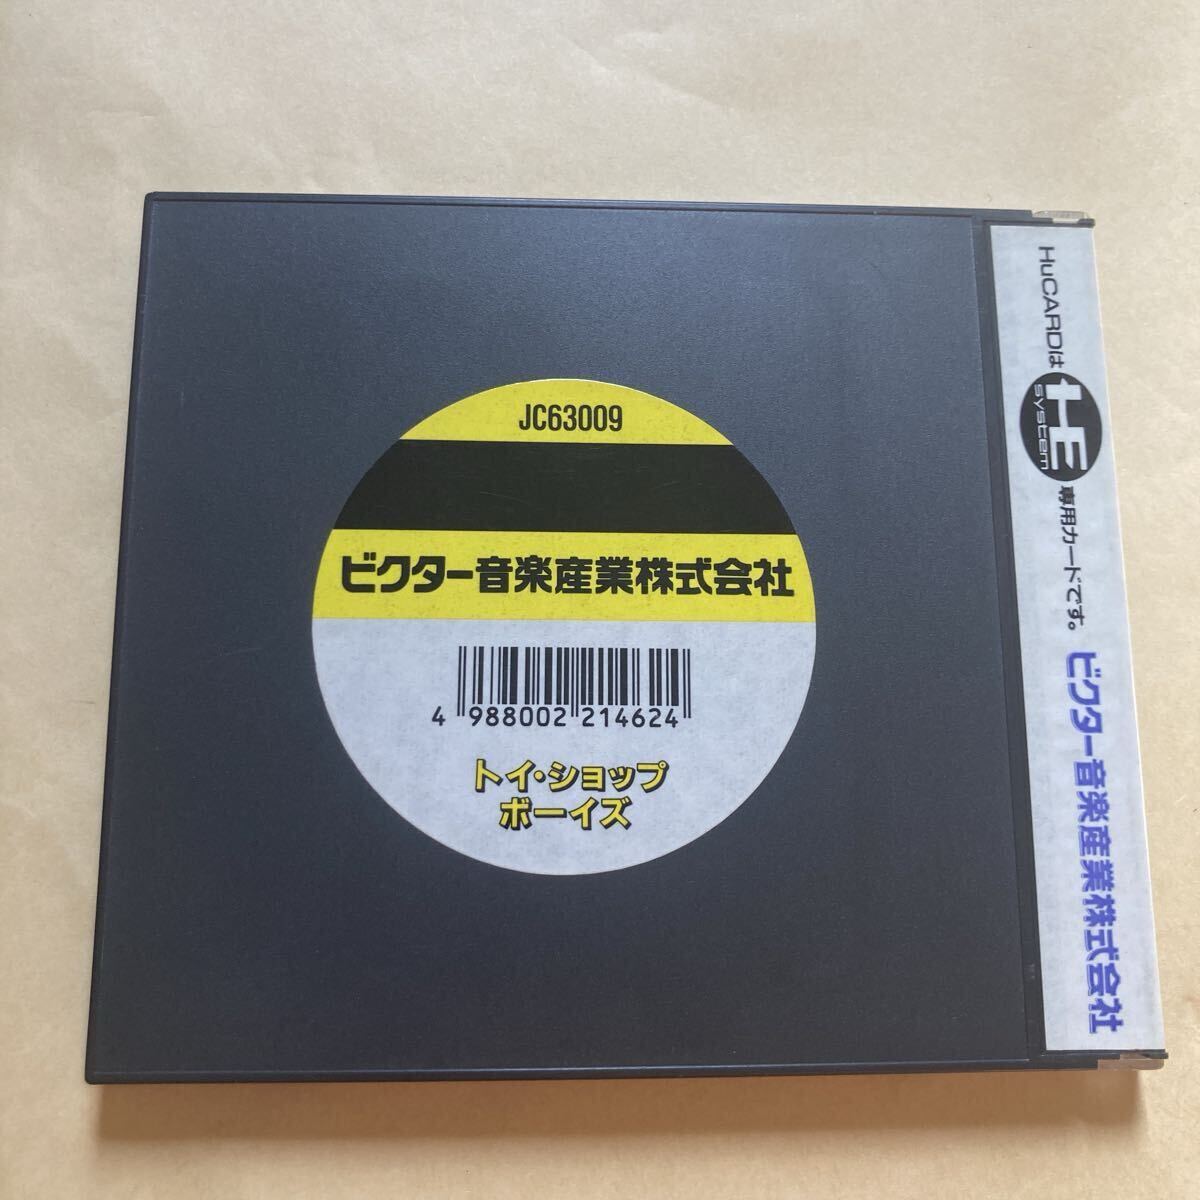 JC63009
ビクター音楽産業株式会社
4 988002 214624
トイ・ショップ
ボーイズ
HuCARDは HE SYSTEM 専用カードです。 ビクター音楽産業株式会社